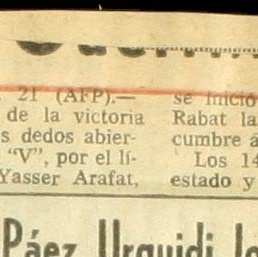 21 (AFP).—
de la victoria
s dedos abier-
"V", por el lí-
Yasser Arafat,
se inició
Rabat la
cumbre á
Los 14
estado y
Páez Urquidi lo